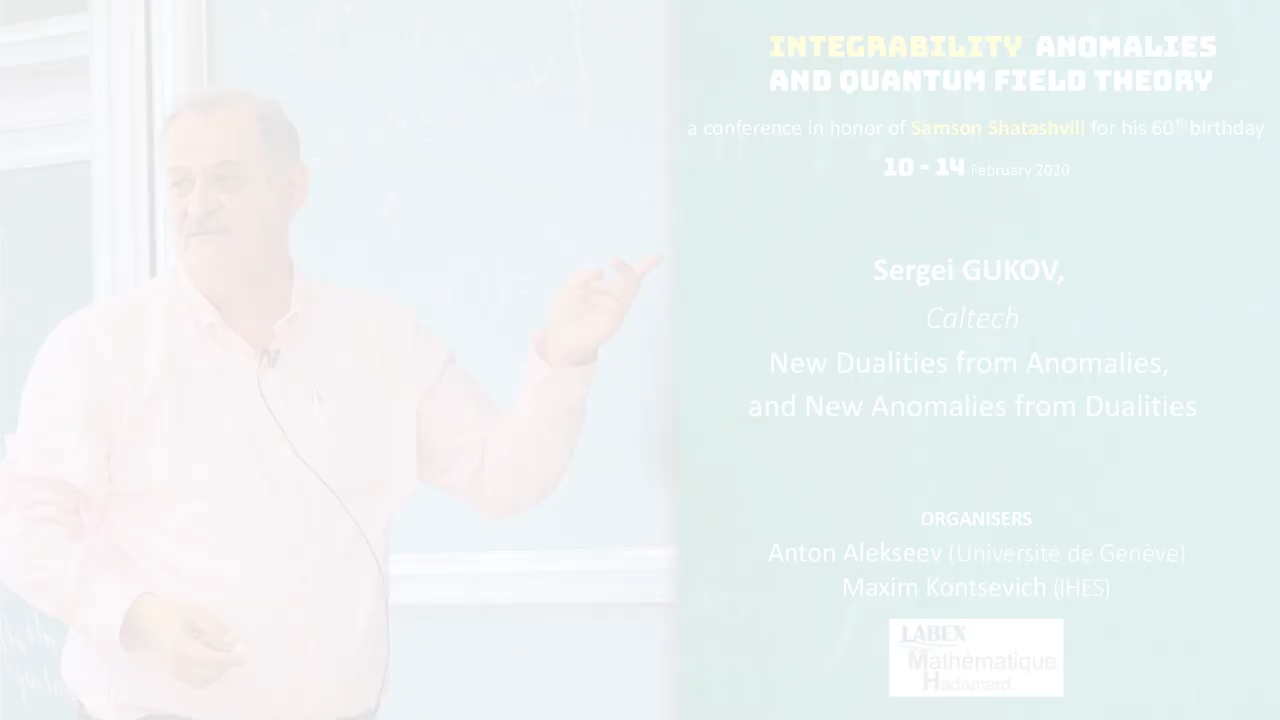 INTEGRABILITY ANOMALIES
AND QUANTUM FIELD THEORY
a conference in honor of Samson Shatashvili for his 60th birthday
10 - 14 February 2020
Sergei GUKOV,
Caltech
New Dualities from Anomalies,
and New Anomalies from Dualities
ORGANISERS
Anton Alekseev (Université de Genève)
Maxim Kontsevich (IHES)
LABEX
Mathématique
Hadamard